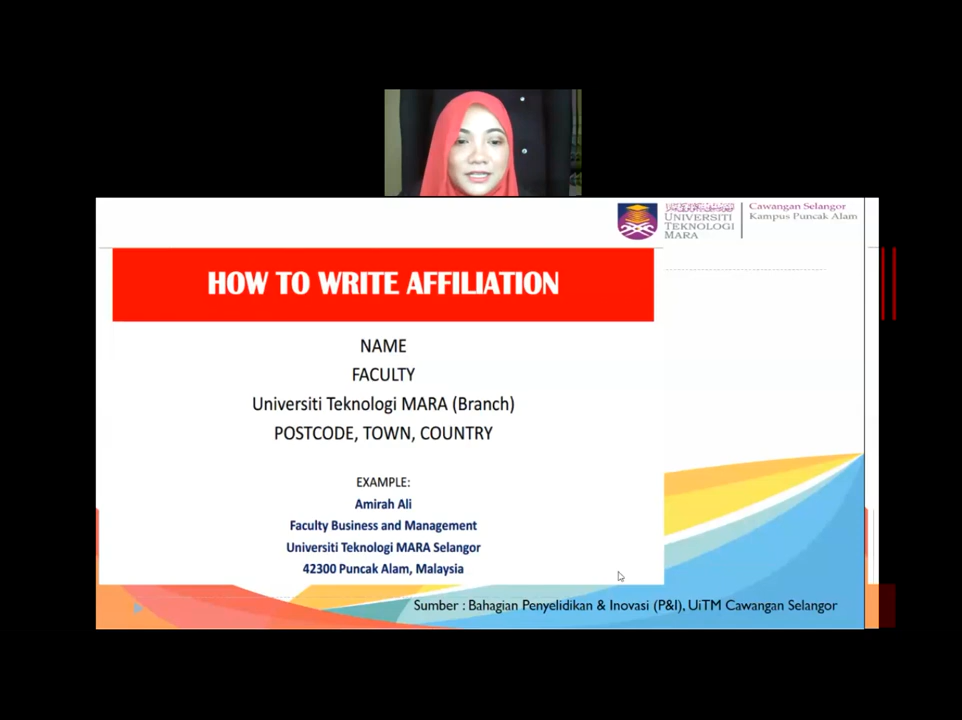 UNIVERSITI
TEKNOLOGI
MARA
Cawangan Selangor
Kampus Puncak Alam
HOW TO WRITE AFFILIATION
NAME
FACULTY
Universiti Teknologi MARA (Branch)
POSTCODE, TOWN, COUNTRY
EXAMPLE:
Amirah Ali
Faculty Business and Management
Universiti Teknologi MARA Selangor
42300 Puncak Alam, Malaysia
Sumber : Bahagian Penyelidikan & Inovasi (P&I), UiTM Cawangan Selangor